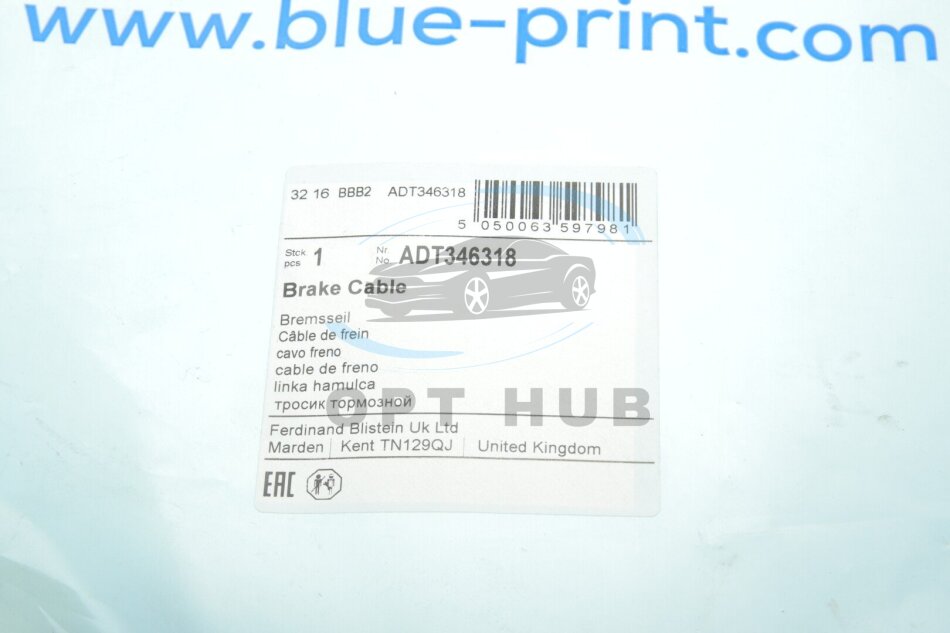 www.blue-print.com
32 16 BBB2 ADT346318
5 050063 597981
Stck pcs 1 Nr No. ADT346318
Brake Cable
Bremsseil
Câble de frein
cavo freno
cable de freno
linka hamulca
тросик тормозной
OPT HUB
Ferdinand Bilstein Uk Ltd
Marden Kent TN129QJ United Kingdom
EAC